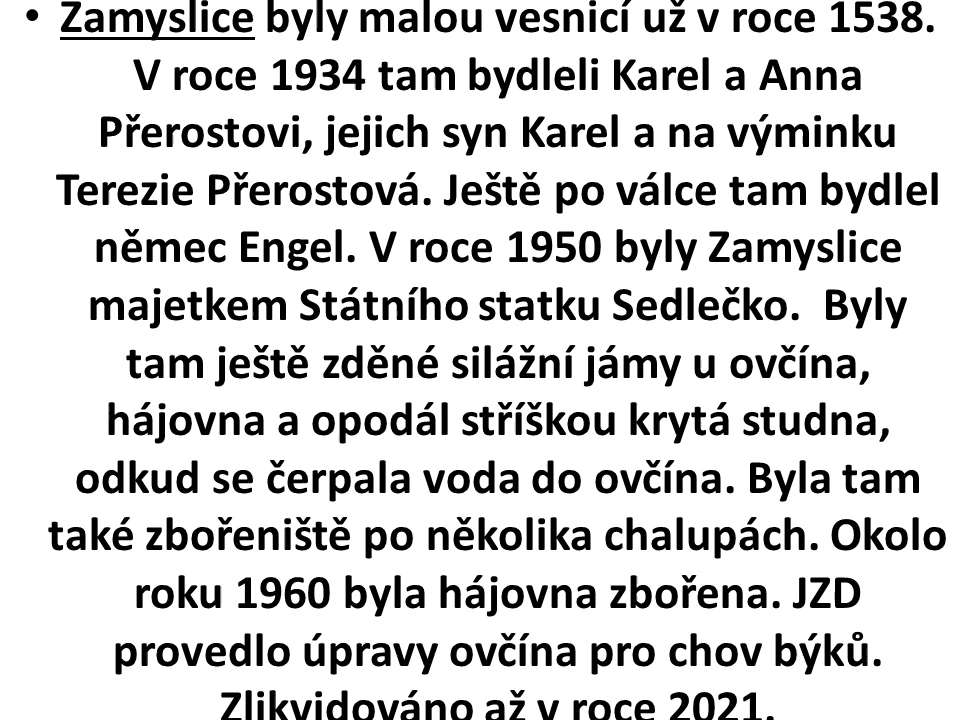 • Zamyslice byly malou vesnicí už v roce 1538.
V roce 1934 tam bydleli Karel a Anna
Přerostovi, jejich syn Karel a na výminku
Terezie Přerostová. Ještě po válce tam bydlel
němec Engel. V roce 1950 byly Zamyslice
majetkem Státního statku Sedlečko.  Byly
tam ještě zděné silážní jámy u ovčína,
hájovna a opodál stříškou krytá studna,
odkud se čerpala voda do ovčína. Byla tam
také zbořeniště po několika chalupách. Okolo
roku 1960 byla hájovna zbořena. JZD
provedlo úpravy ovčína pro chov býků.
Zlikvidováno až v roce 2021.